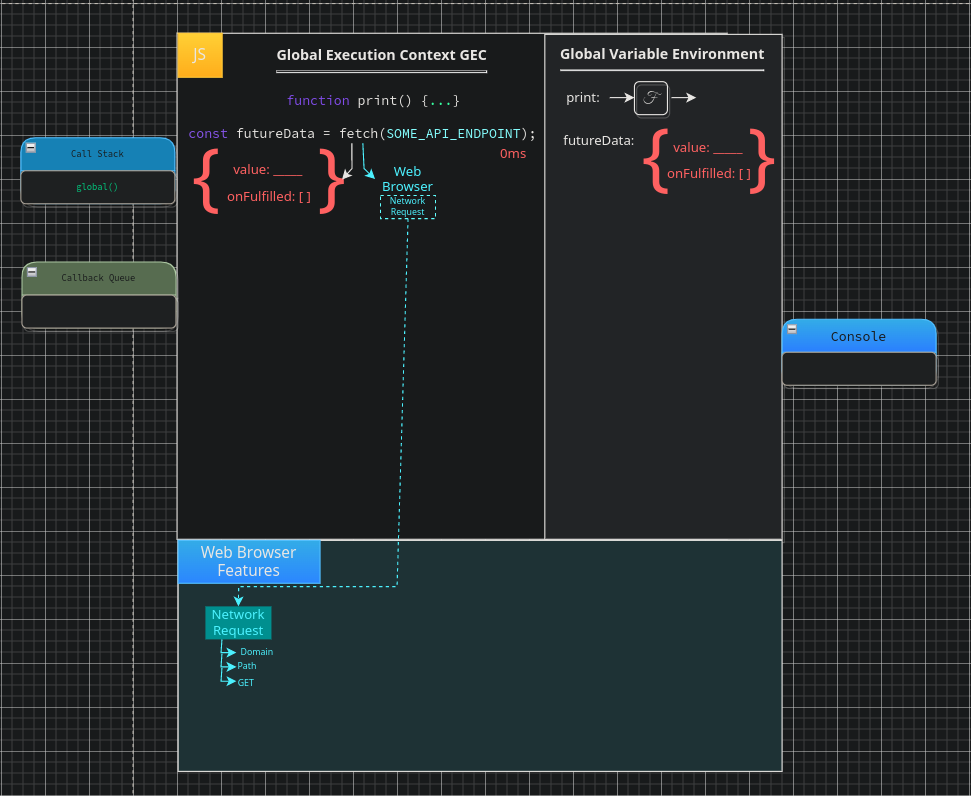 JS
Global Execution Context GEC
function print() {...}
const futureData = fetch(SOME_API_ENDPOINT);
0ms
{ value: ____
onFulfilled: [ ] }
Web
Browser
Network
Request
Global Variable Environment
print:
ℱ
futureData:
{ value: ____
onFulfilled: [ ] }
Call Stack
global()
Callback Queue
Console
Web Browser
Features
Network
Request
Domain
Path
GET